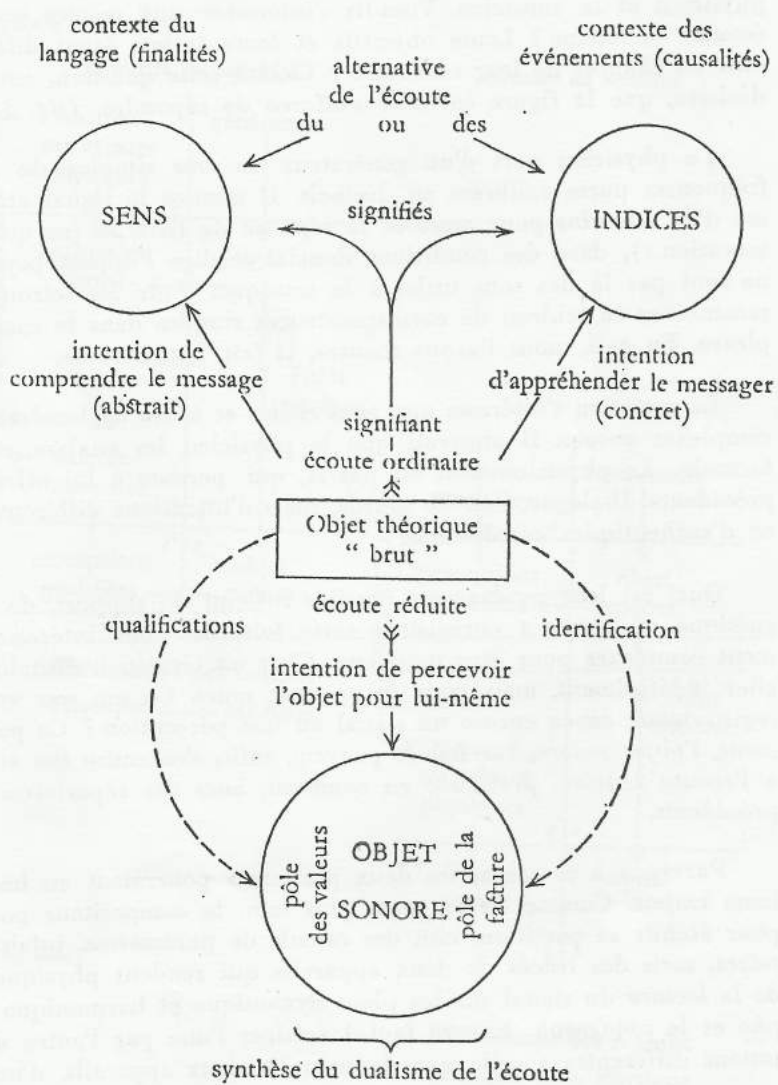 contexte du
langage (finalités)
contexte des
événements (causalités)
alternative
de l'écoute
du ou des
SENS
signifiés
INDICES
intention de
comprendre le message
(abstrait)
intention
d'appréhender le messager
(concret)
signifiant
écoute ordinaire
Objet théorique
“ brut ”
écoute réduite
qualifications
identification
intention de percevoir
l'objet pour lui-même
pôle
des valeurs
OBJET
SONORE
pôle de la
facture
synthèse du dualisme de l'écoute